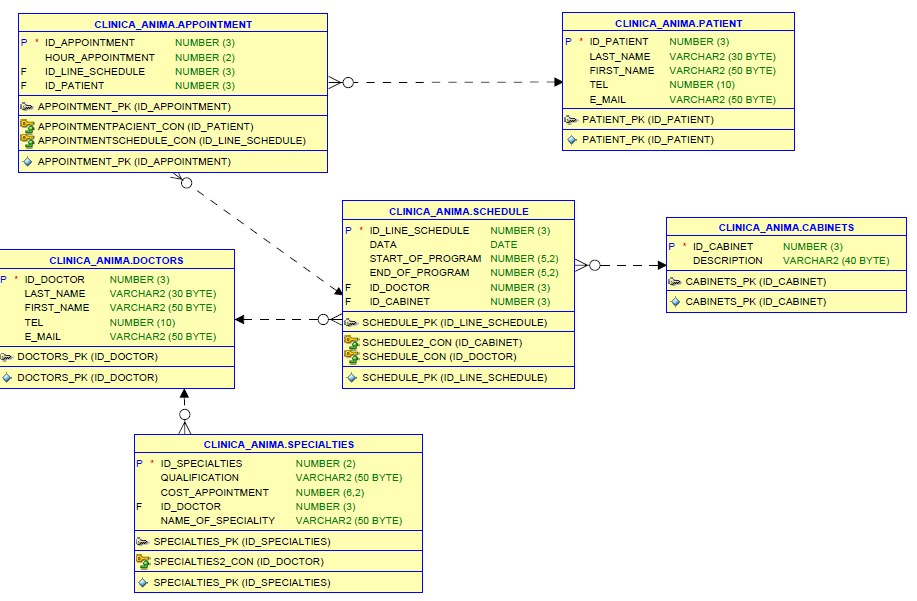 CLINICA_ANIMA.APPOINTMENT
P * ID_APPOINTMENT NUMBER (3)
HOUR_APPOINTMENT NUMBER (2)
F ID_LINE_SCHEDULE NUMBER (3)
F ID_PATIENT NUMBER (3)
APPOINTMENT_PK (ID_APPOINTMENT)
APPOINTMENTPACIENT_CON (ID_PATIENT)
APPOINTMENTSCHEDULE_CON (ID_LINE_SCHEDULE)
APPOINTMENT_PK (ID_APPOINTMENT)
CLINICA_ANIMA.PATIENT
P * ID_PATIENT NUMBER (3)
LAST_NAME VARCHAR2 (30 BYTE)
FIRST_NAME VARCHAR2 (50 BYTE)
TEL NUMBER (10)
E_MAIL VARCHAR2 (50 BYTE)
PATIENT_PK (ID_PATIENT)
PATIENT_PK (ID_PATIENT)
CLINICA_ANIMA.SCHEDULE
P * ID_LINE_SCHEDULE NUMBER (3)
DATA DATE
START_OF_PROGRAM NUMBER (5,2)
END_OF_PROGRAM NUMBER (5,2)
F ID_DOCTOR NUMBER (3)
F ID_CABINET NUMBER (3)
SCHEDULE_PK (ID_LINE_SCHEDULE)
SCHEDULE2_CON (ID_CABINET)
SCHEDULE_CON (ID_DOCTOR)
SCHEDULE_PK (ID_LINE_SCHEDULE)
CLINICA_ANIMA.CABINETS
P * ID_CABINET NUMBER (3)
DESCRIPTION VARCHAR2 (40 BYTE)
CABINETS_PK (ID_CABINET)
CABINETS_PK (ID_CABINET)
CLINICA_ANIMA.DOCTORS
P * ID_DOCTOR NUMBER (3)
LAST_NAME VARCHAR2 (30 BYTE)
FIRST_NAME VARCHAR2 (50 BYTE)
TEL NUMBER (10)
E_MAIL VARCHAR2 (50 BYTE)
DOCTORS_PK (ID_DOCTOR)
DOCTORS_PK (ID_DOCTOR)
CLINICA_ANIMA.SPECIALTIES
P * ID_SPECIALTIES NUMBER (2)
QUALIFICATION VARCHAR2 (50 BYTE)
COST_APPOINTMENT NUMBER (6,2)
F ID_DOCTOR NUMBER (3)
NAME_OF_SPECIALITY VARCHAR2 (50 BYTE)
SPECIALTIES_PK (ID_SPECIALTIES)
SPECIALTIES2_CON (ID_DOCTOR)
SPECIALTIES_PK (ID_SPECIALTIES)